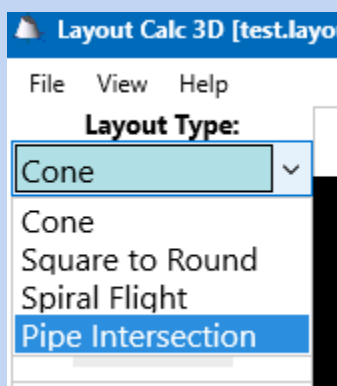 Layout Calc 3D [test.layo
File View Help
Layout Type:
Cone
Cone
Square to Round
Spiral Flight
Pipe Intersection